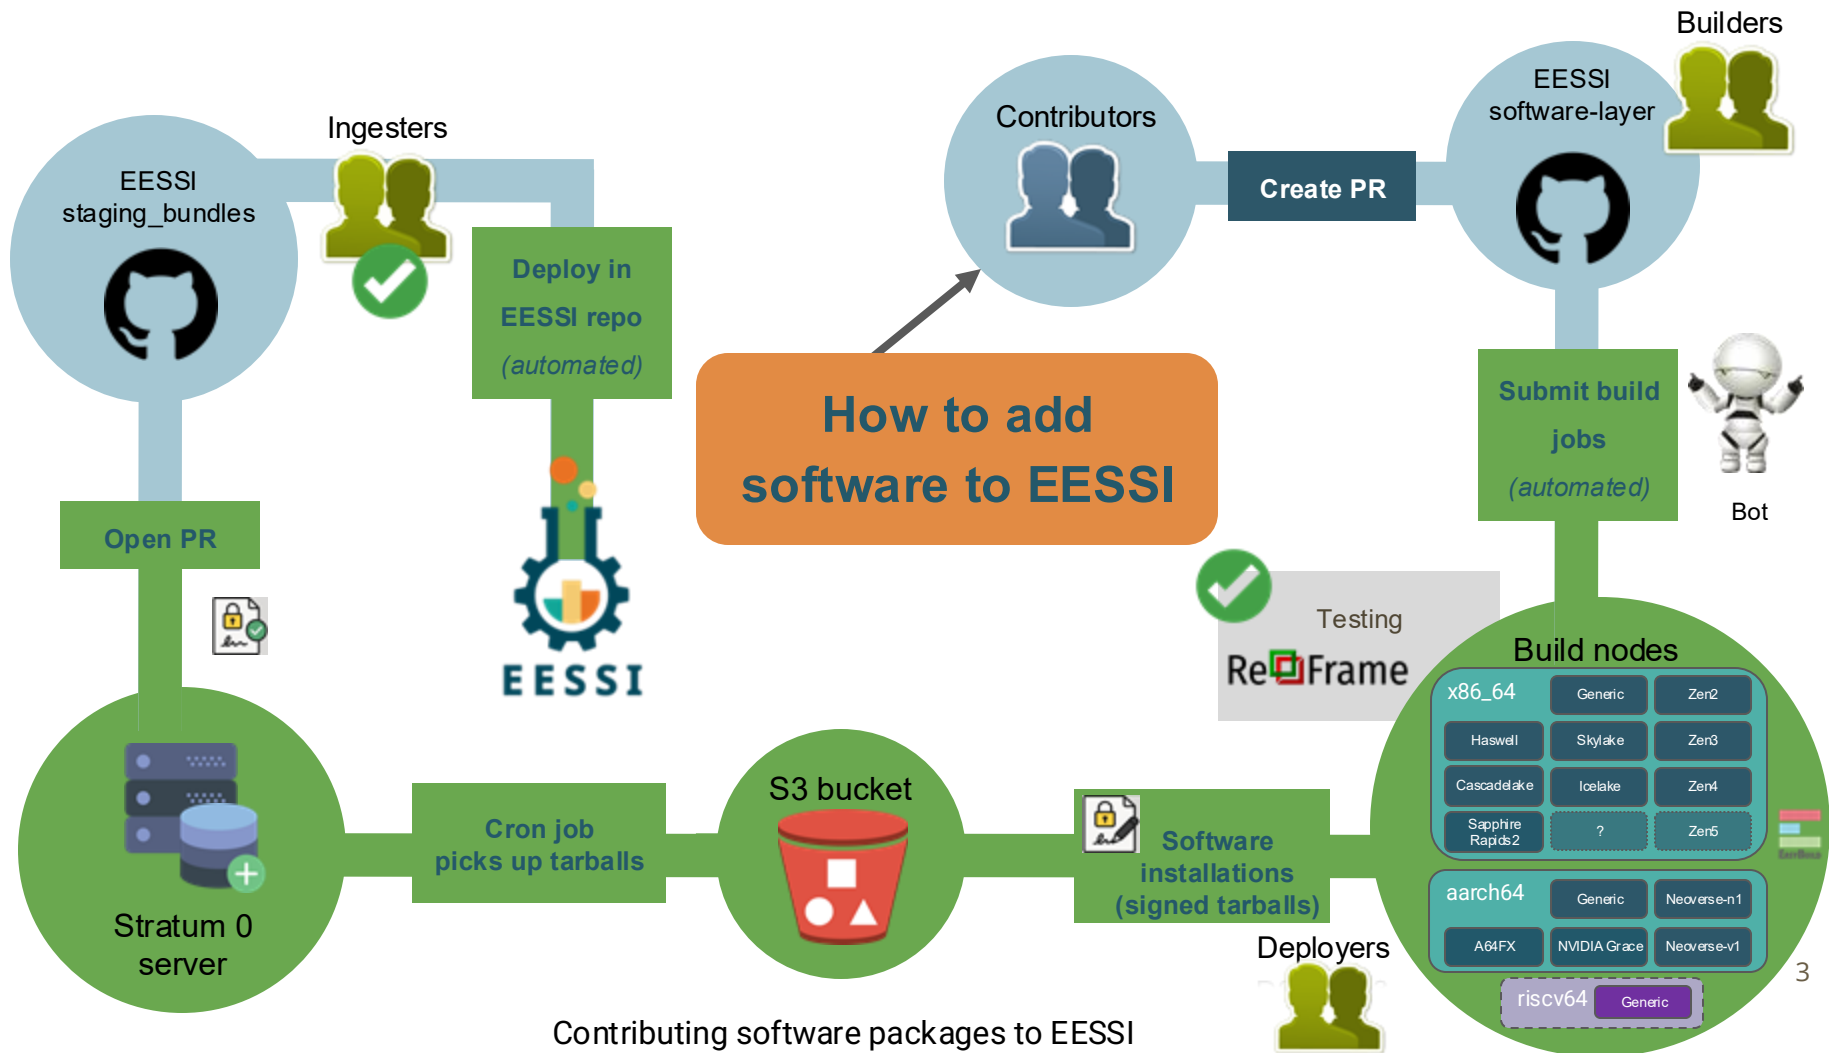 Builders
EESSI
software-layer
Contributors
Create PR
Ingesters
EESSI
staging_bundles
Deploy in
EESSI repo
(automated)
How to add
software to EESSI
Submit build
jobs
(automated)
Bot
Open PR
EESSI
Testing
ReFrame
Build nodes
x86_64
Generic
Zen2
Haswell
Skylake
Zen3
Cascadelake
Icelake
Zen4
Sapphire
Rapids2
?
Zen5
EasyBuild
aarch64
Generic
Neoverse-n1
A64FX
NVIDIA Grace
Neoverse-v1
riscv64
Generic
Stratum 0
server
Cron job
picks up tarballs
S3 bucket
Software
installations
(signed tarballs)
Deployers
3
Contributing software packages to EESSI